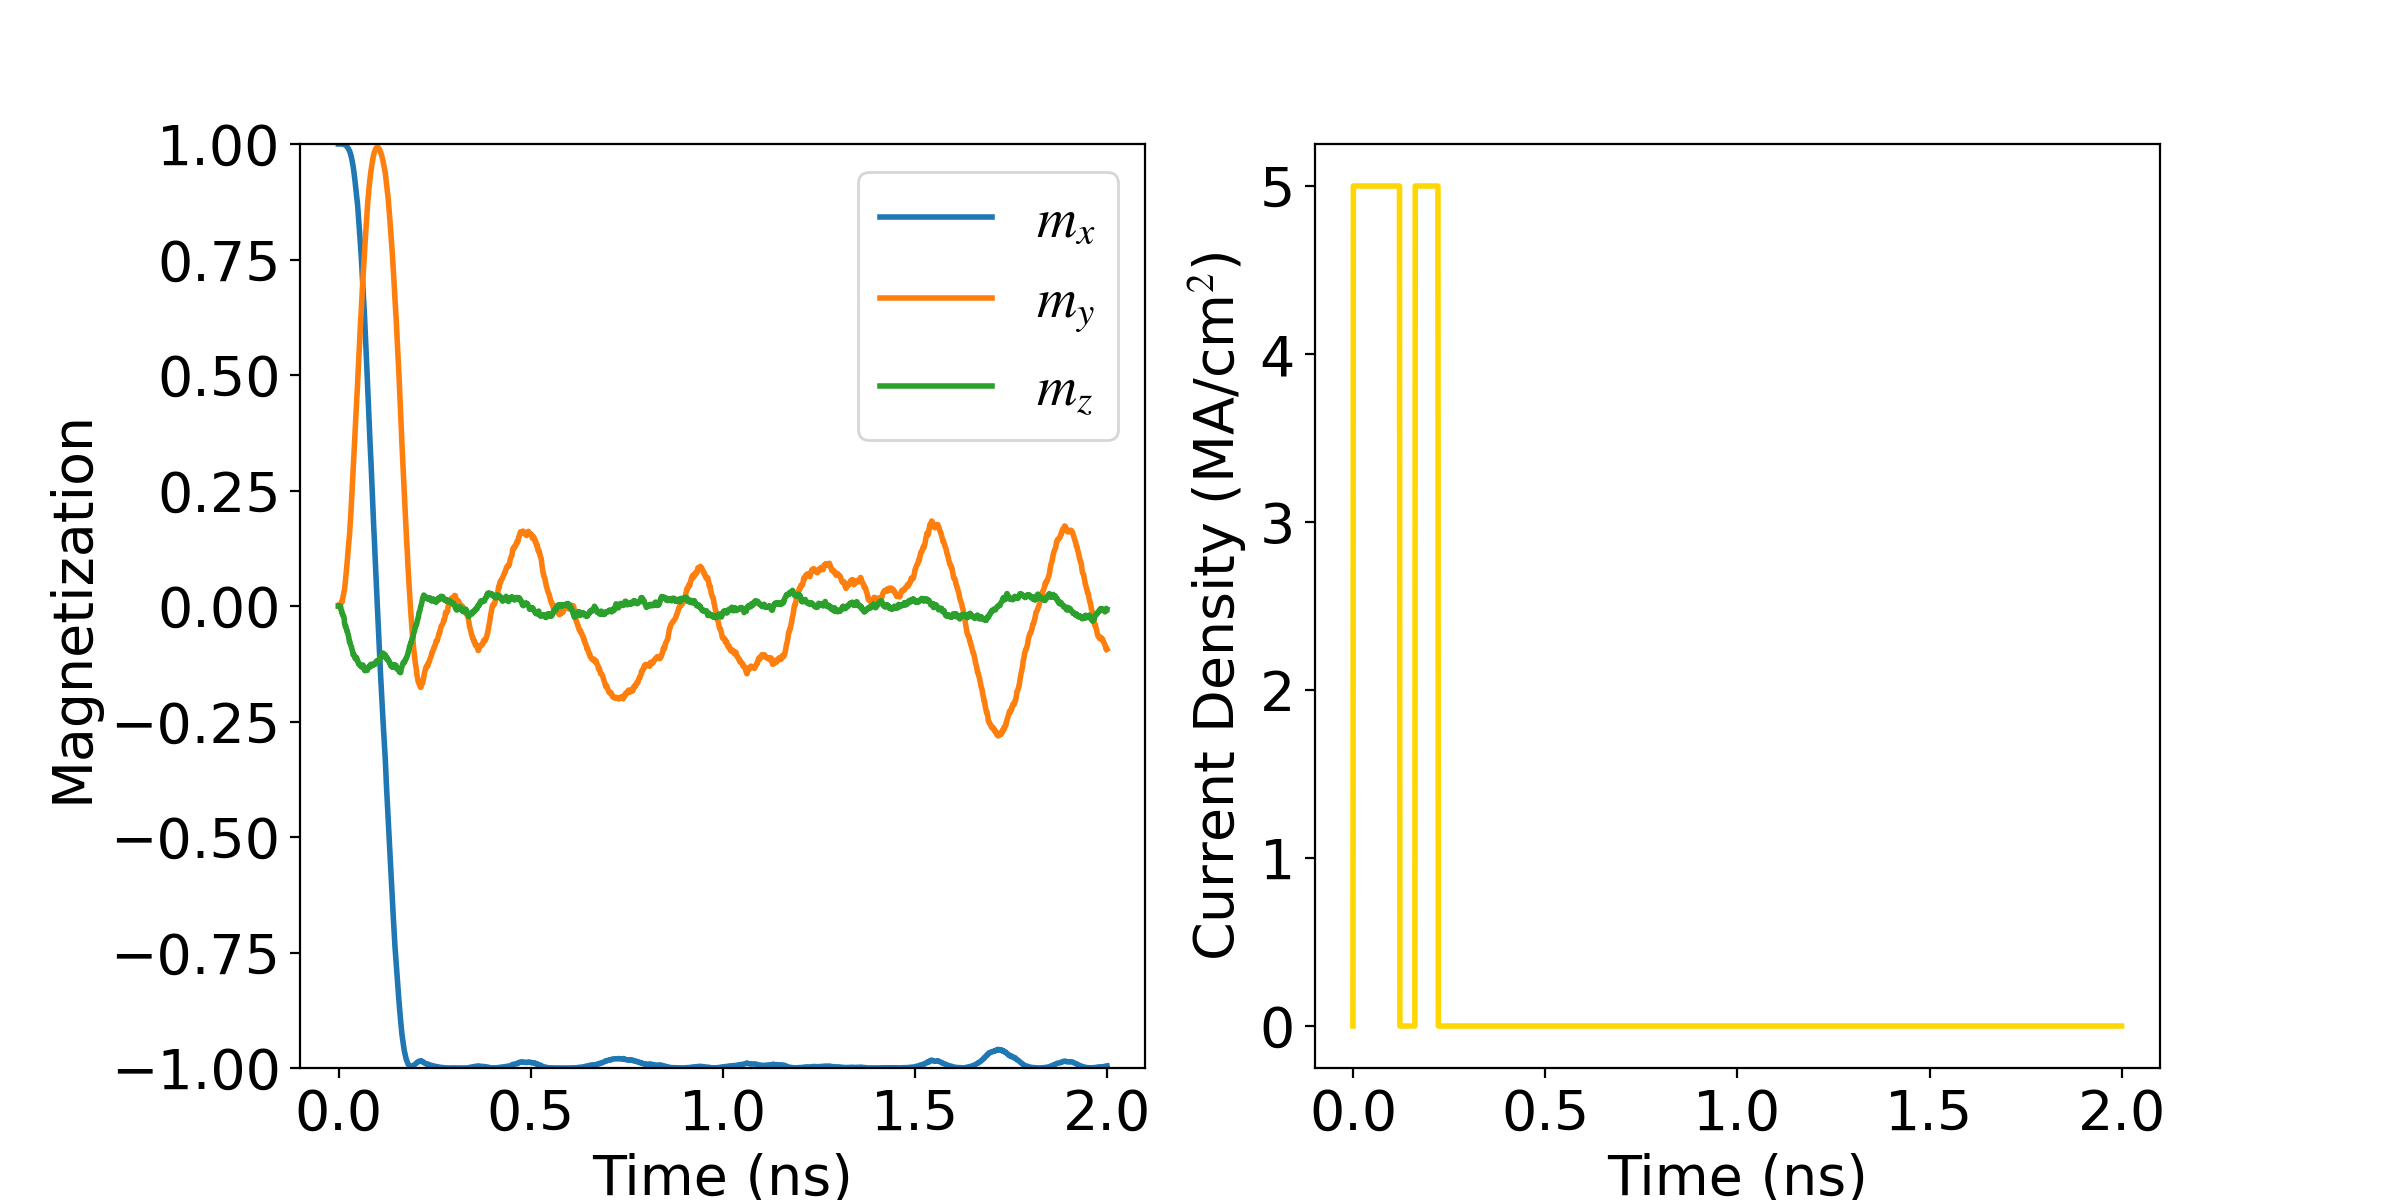 Magnetization
1.00
0.75
0.50
0.25
0.00
−0.25
−0.50
−0.75
−1.00
0.0 0.5 1.0 1.5 2.0
Time (ns)
m_x
m_y
m_z
Current Density (MA/cm²)
5
4
3
2
1
0
0.0 0.5 1.0 1.5 2.0
Time (ns)